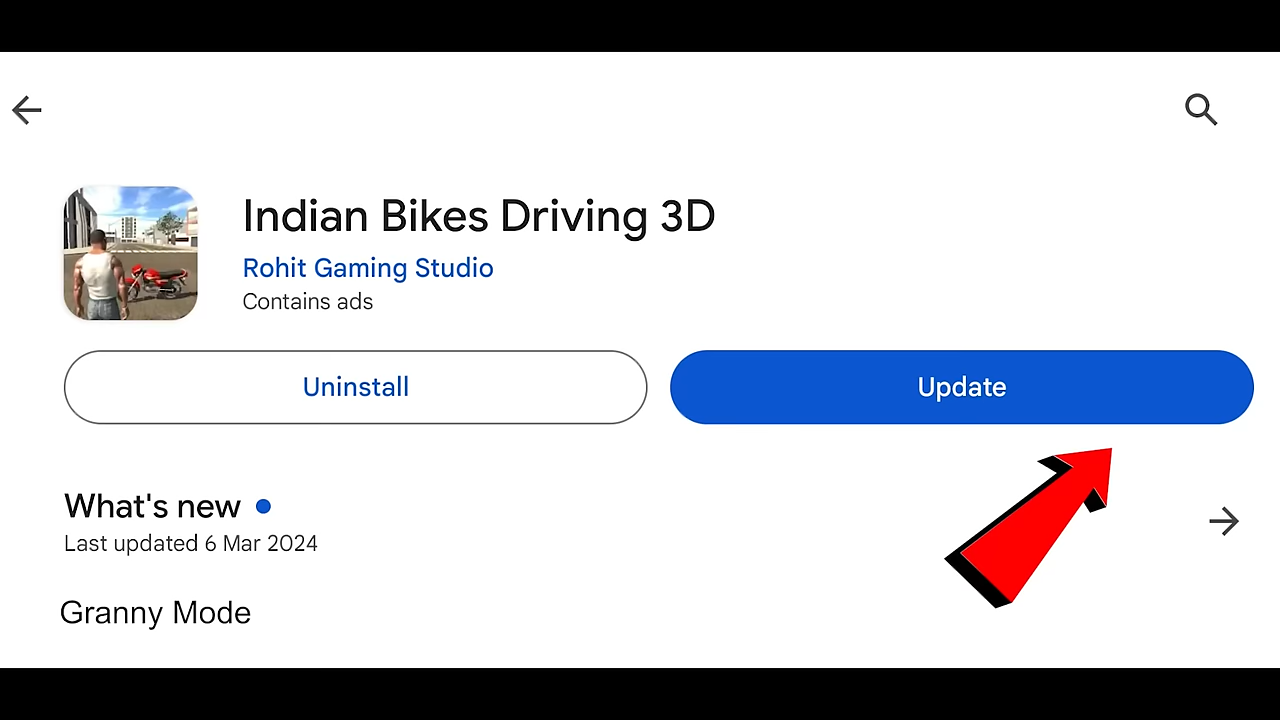 Indian Bikes Driving 3D
Rohit Gaming Studio
Contains ads
Uninstall
Update
What's new
Last updated 6 Mar 2024
Granny Mode